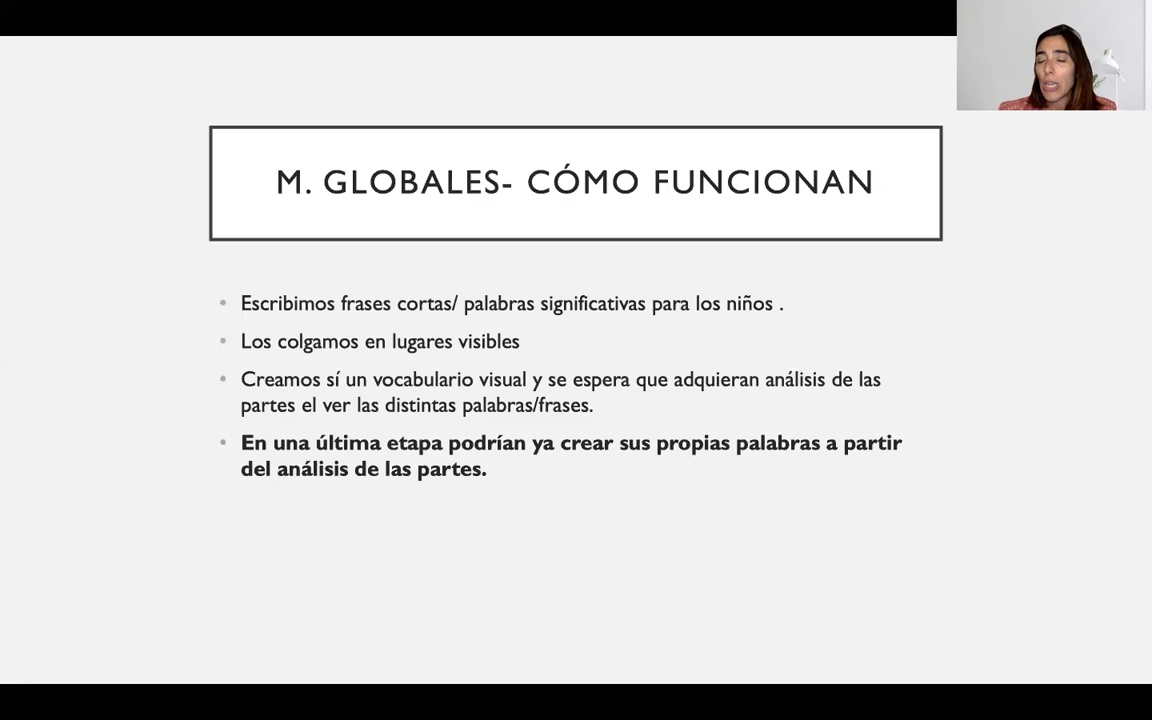 M. GLOBALES- CÓMO FUNCIONAN
• Escribimos frases cortas/ palabras significativas para los niños .
• Los colgamos en lugares visibles
• Creamos sí un vocabulario visual y se espera que adquieran análisis de las
partes el ver las distintas palabras/frases.
• En una última etapa podrían ya crear sus propias palabras a partir
del análisis de las partes.